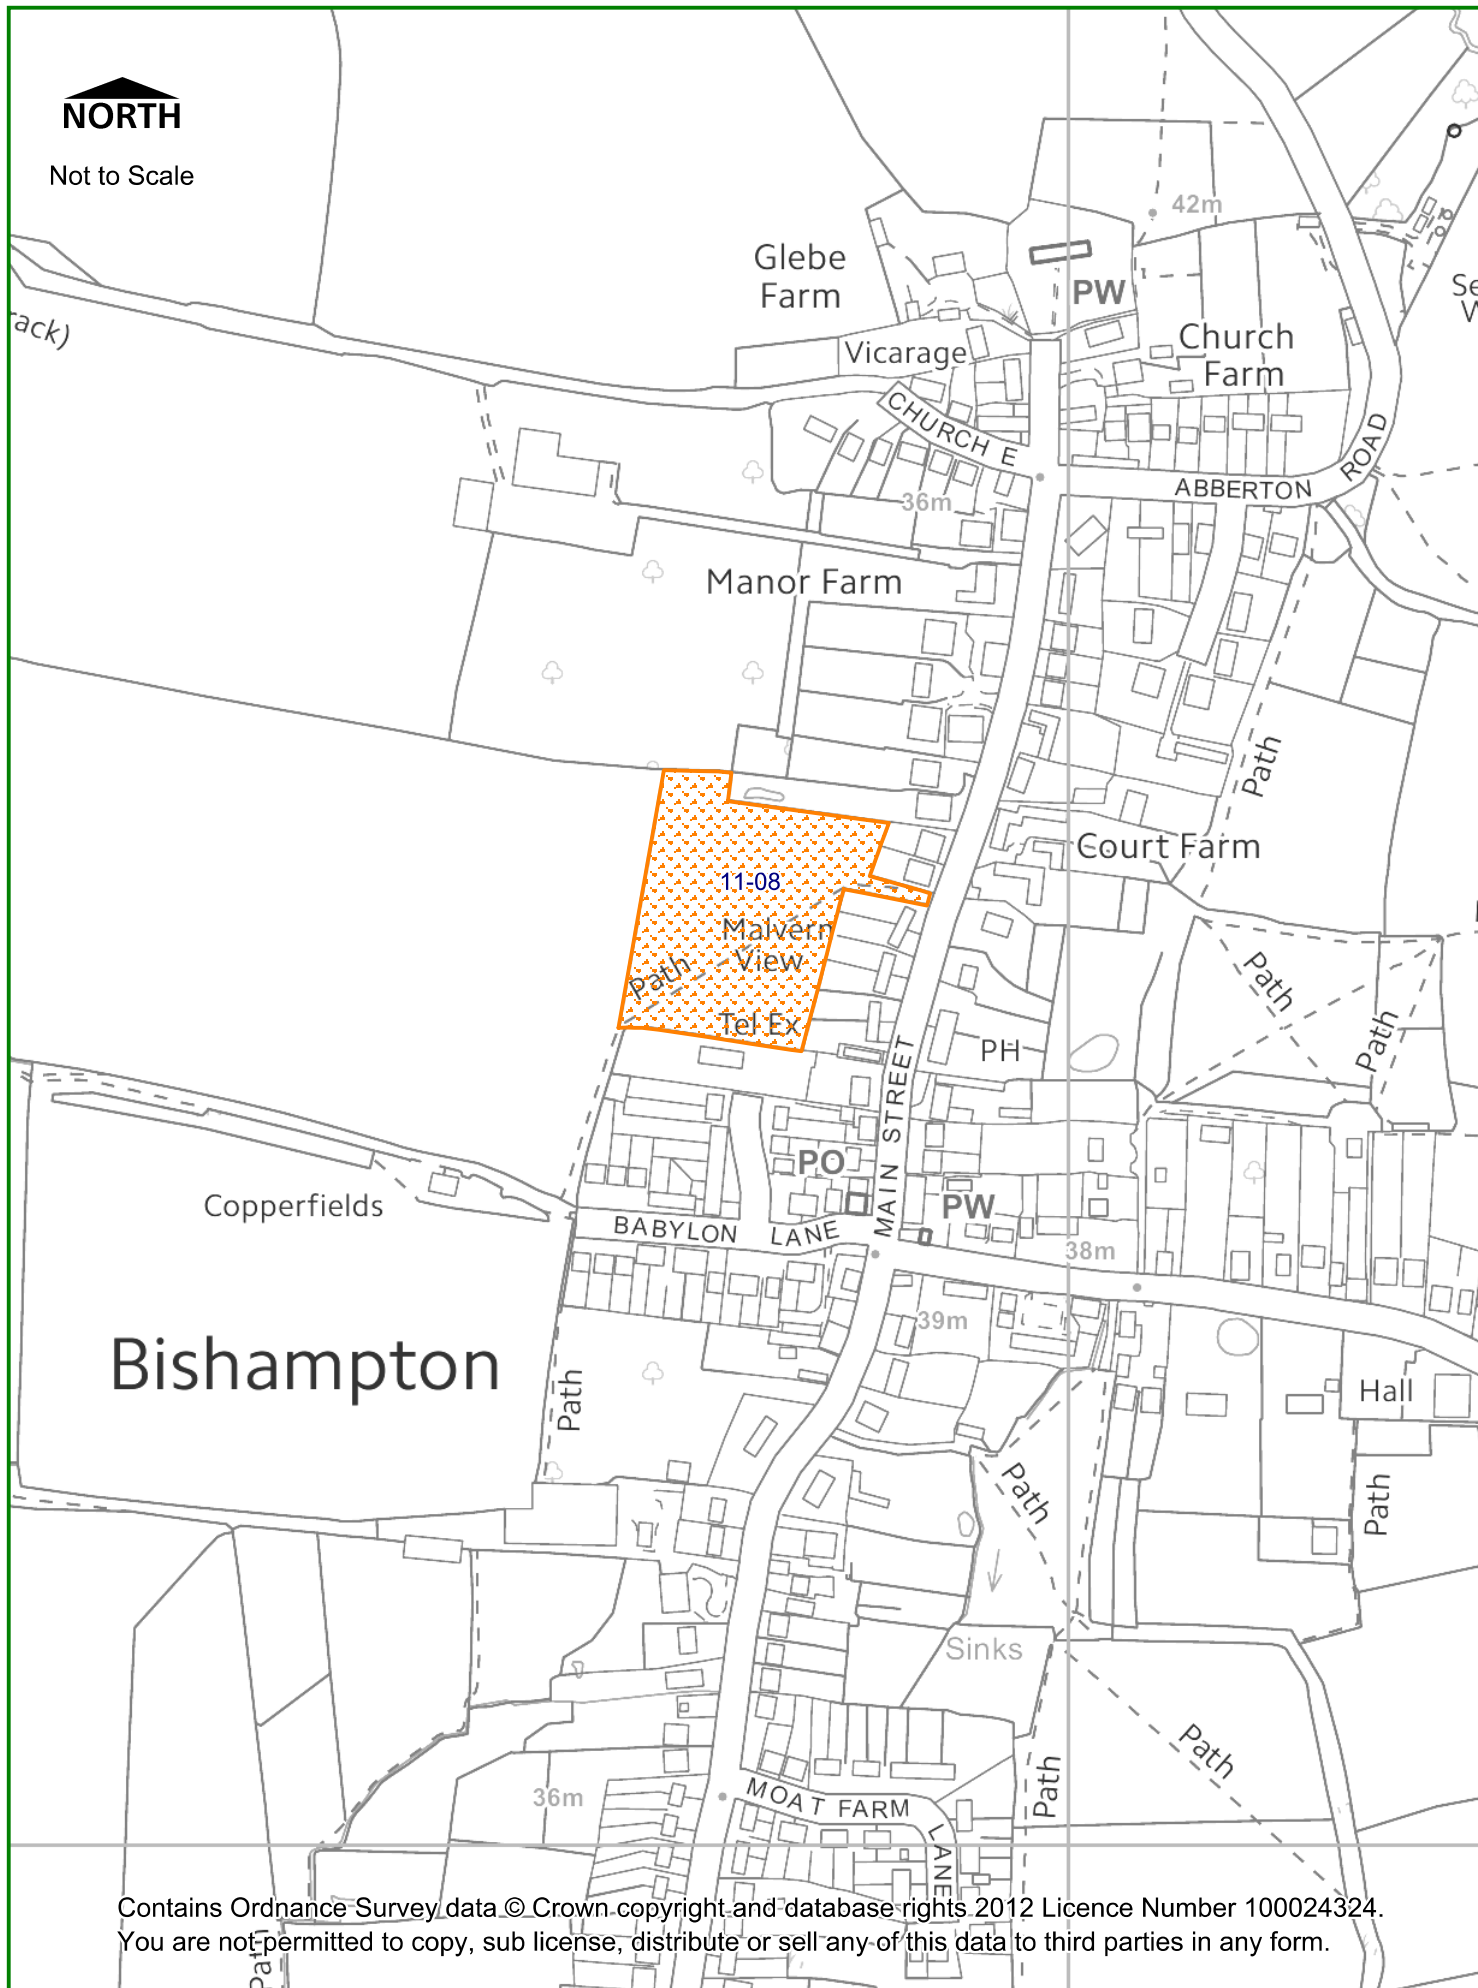 NORTH
Not to Scale
42m
Glebe
Farm
PW
Vicarage
Church
Farm
CHURCH E
ROAD
ABBERTON
36m
Manor Farm
Path
Court Farm
11-08
Malvern
View
Path
Tel Ex
Path
Path
PH
MAIN STREET
PO
PW
Copperfields
BABYLON LANE
38m
39m
Bishampton
Path
Hall
Path
Path
Sinks
Path
Path
36m
MOAT FARM
LANE
Contains Ordnance Survey data © Crown copyright and database rights 2012 Licence Number 100024324.
You are not permitted to copy, sub license, distribute or sell any of this data to third parties in any form.
Path